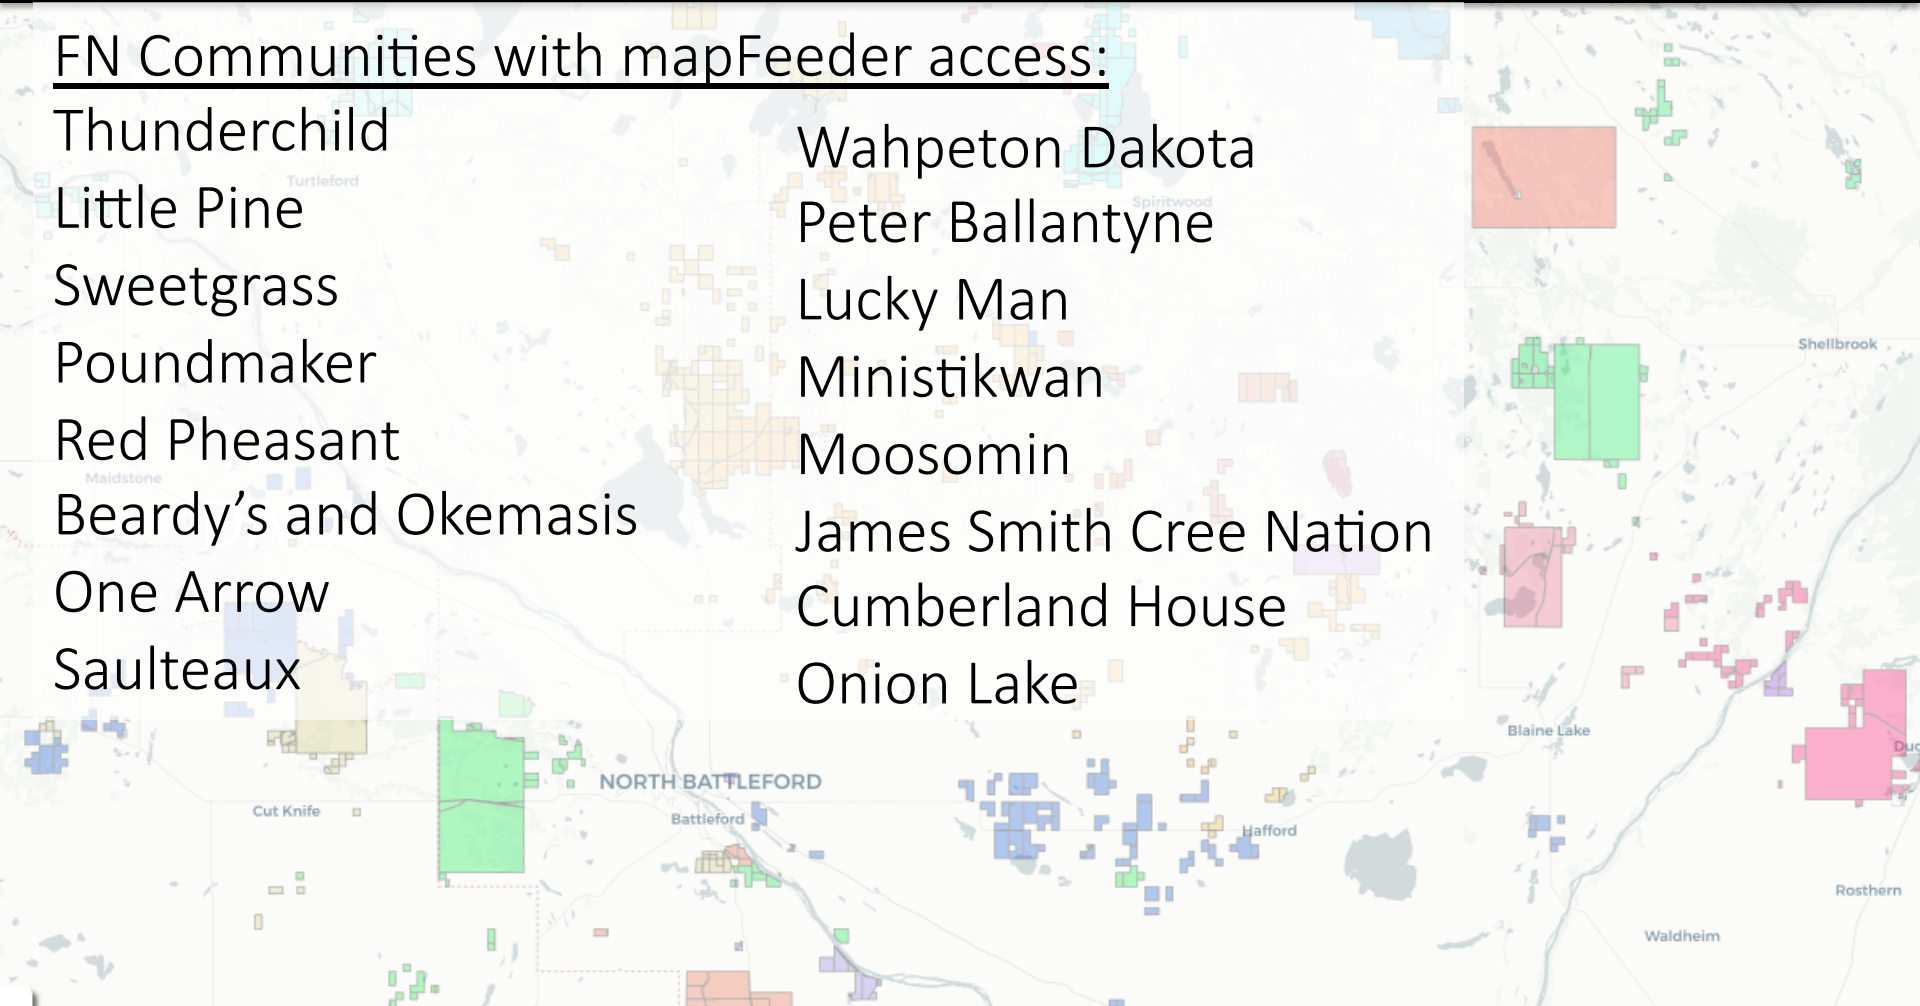 FN Communities with mapFeeder access:
Thunderchild
Little Pine
Sweetgrass
Poundmaker
Red Pheasant
Beardy’s and Okemasis
One Arrow
Saulteaux
Wahpeton Dakota
Peter Ballantyne
Lucky Man
Ministikwan
Moosomin
James Smith Cree Nation
Cumberland House
Onion Lake
Turtleford
Spiritwood
Shellbrook
Maidstone
Blaine Lake
NORTH BATTLEFORD
Cut Knife
Battleford
Hafford
Rosthern
Waldheim